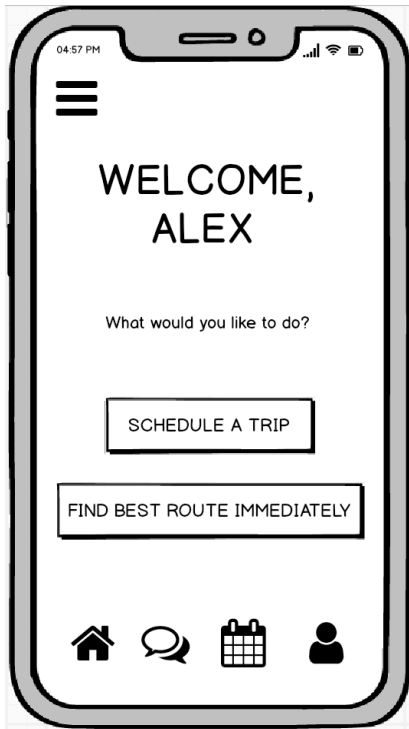 04:57 PM
WELCOME,
ALEX
What would you like to do?
SCHEDULE A TRIP
FIND BEST ROUTE IMMEDIATELY